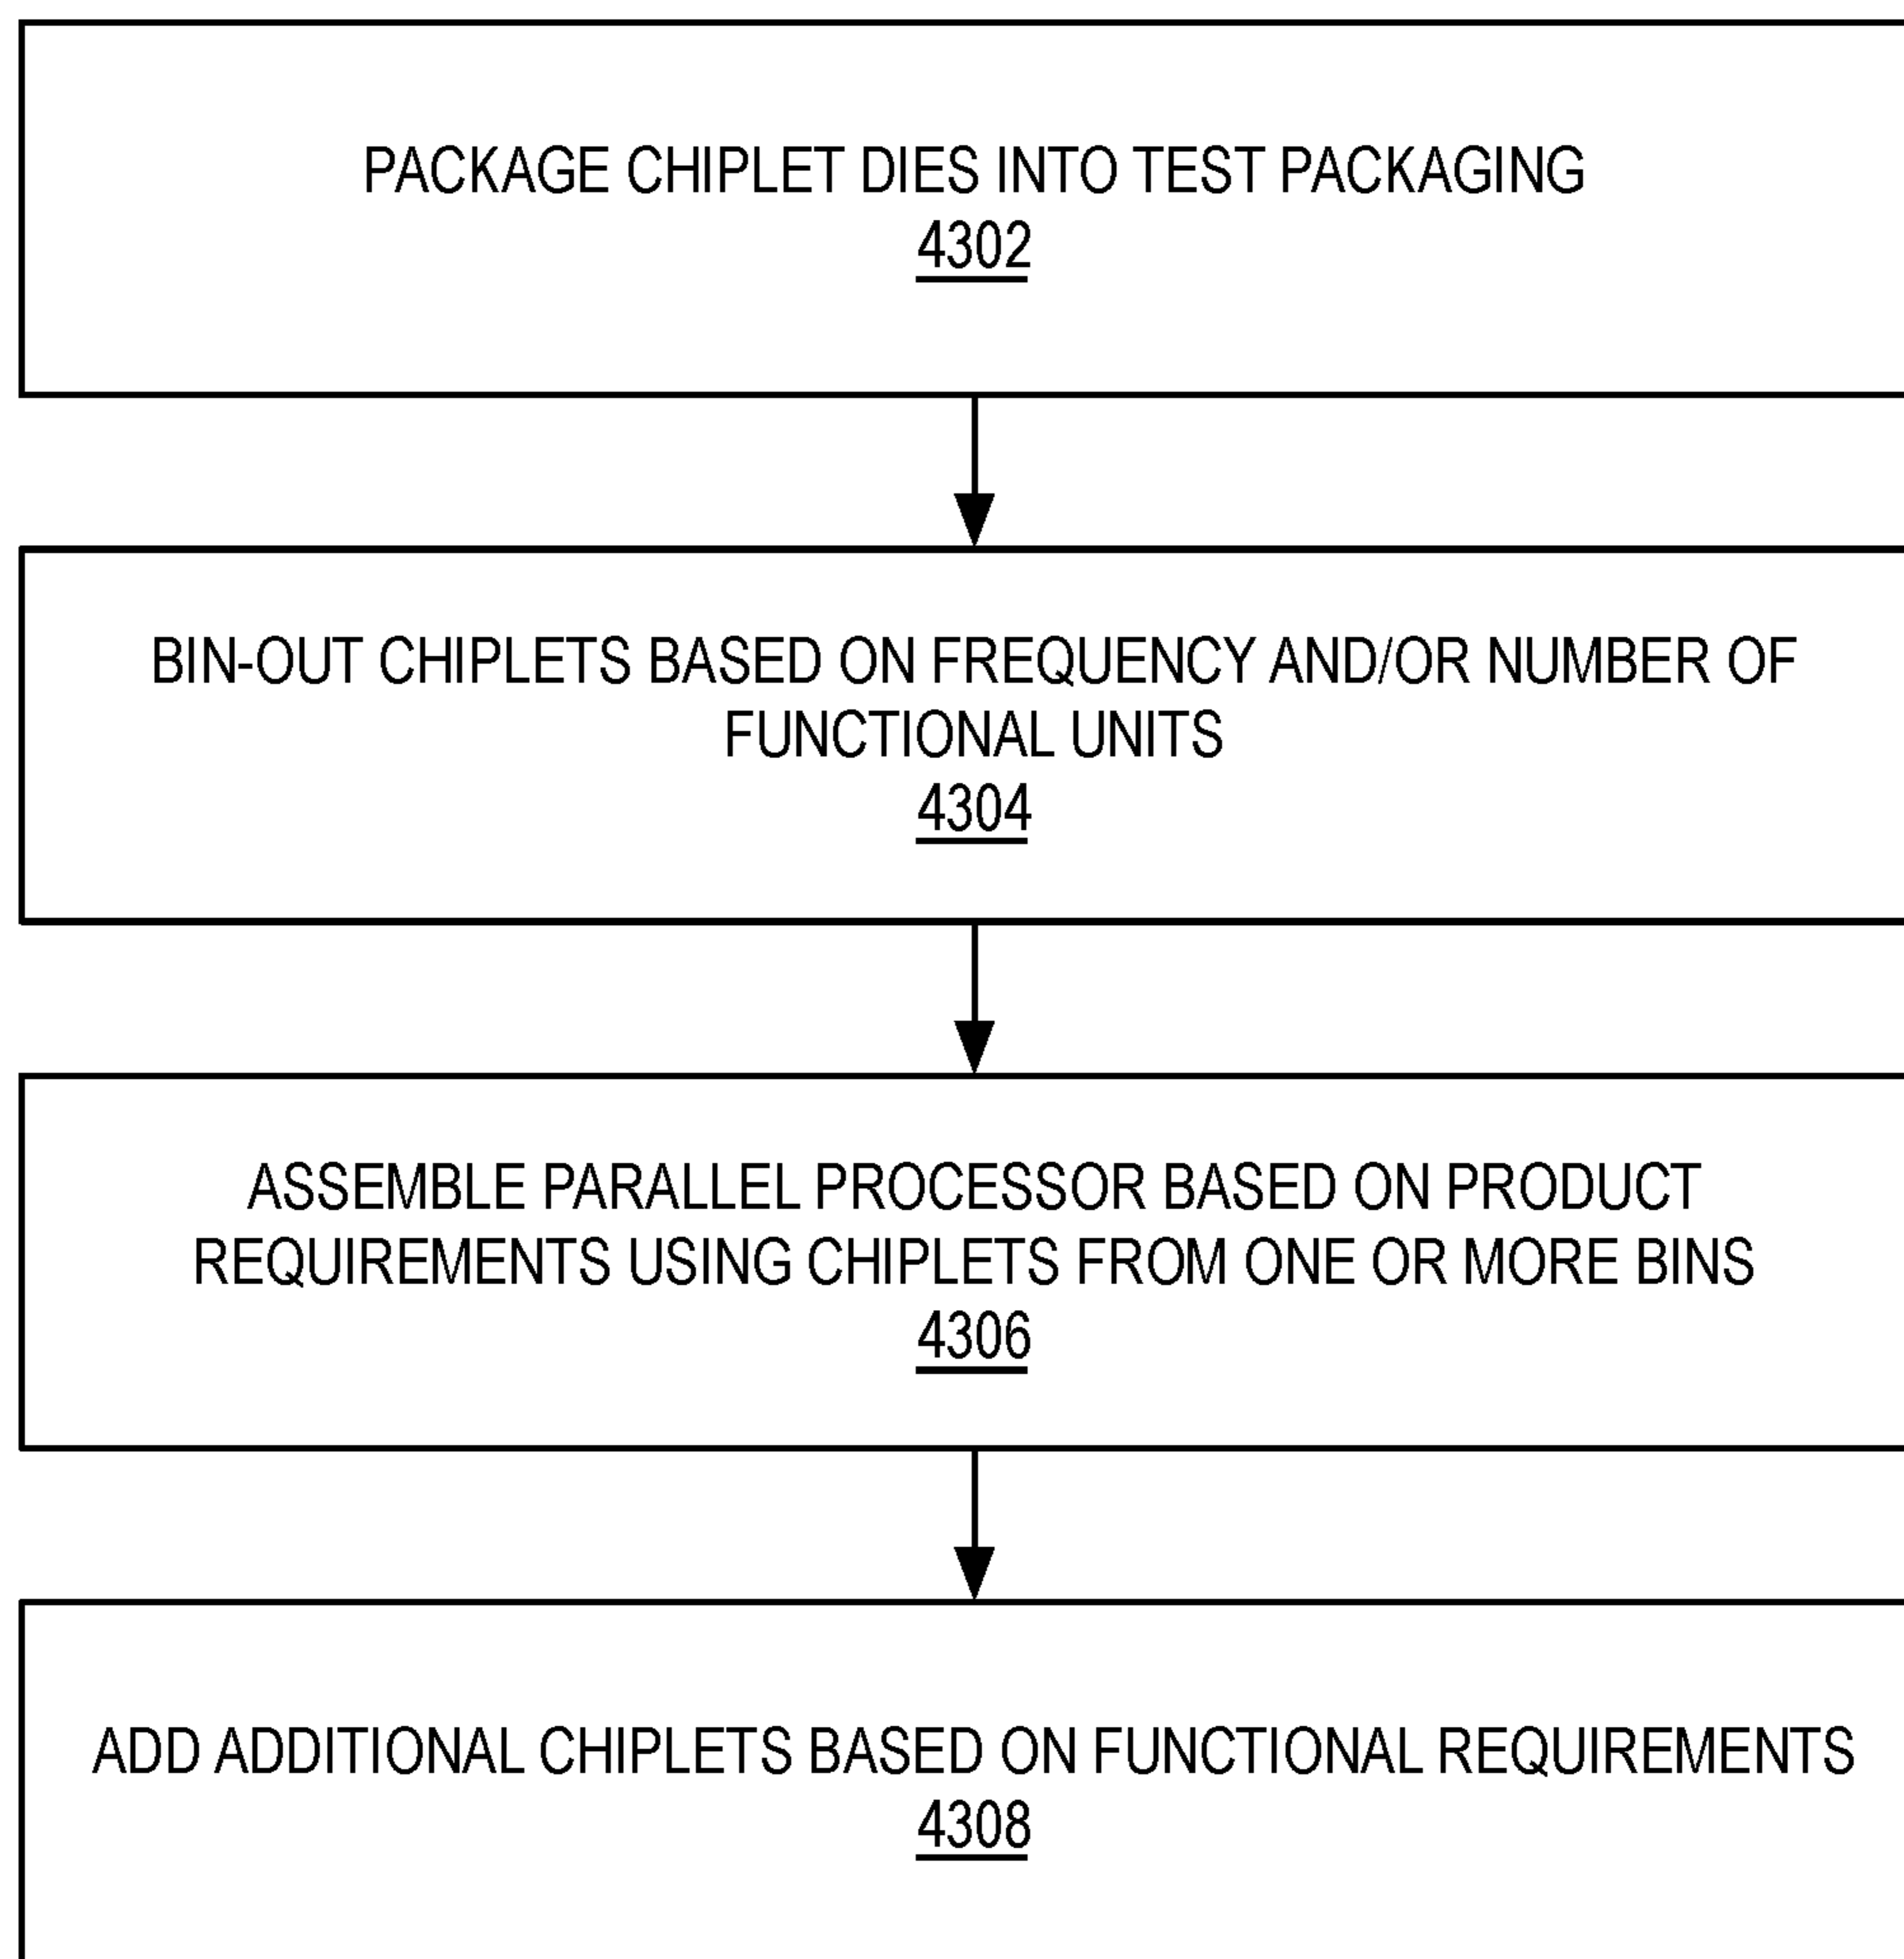 PACKAGE CHIPLET DIES INTO TEST PACKAGING
4302
BIN-OUT CHIPLETS BASED ON FREQUENCY AND/OR NUMBER OF
FUNCTIONAL UNITS
4304
ASSEMBLE PARALLEL PROCESSOR BASED ON PRODUCT
REQUIREMENTS USING CHIPLETS FROM ONE OR MORE BINS
4306
ADD ADDITIONAL CHIPLETS BASED ON FUNCTIONAL REQUIREMENTS
4308